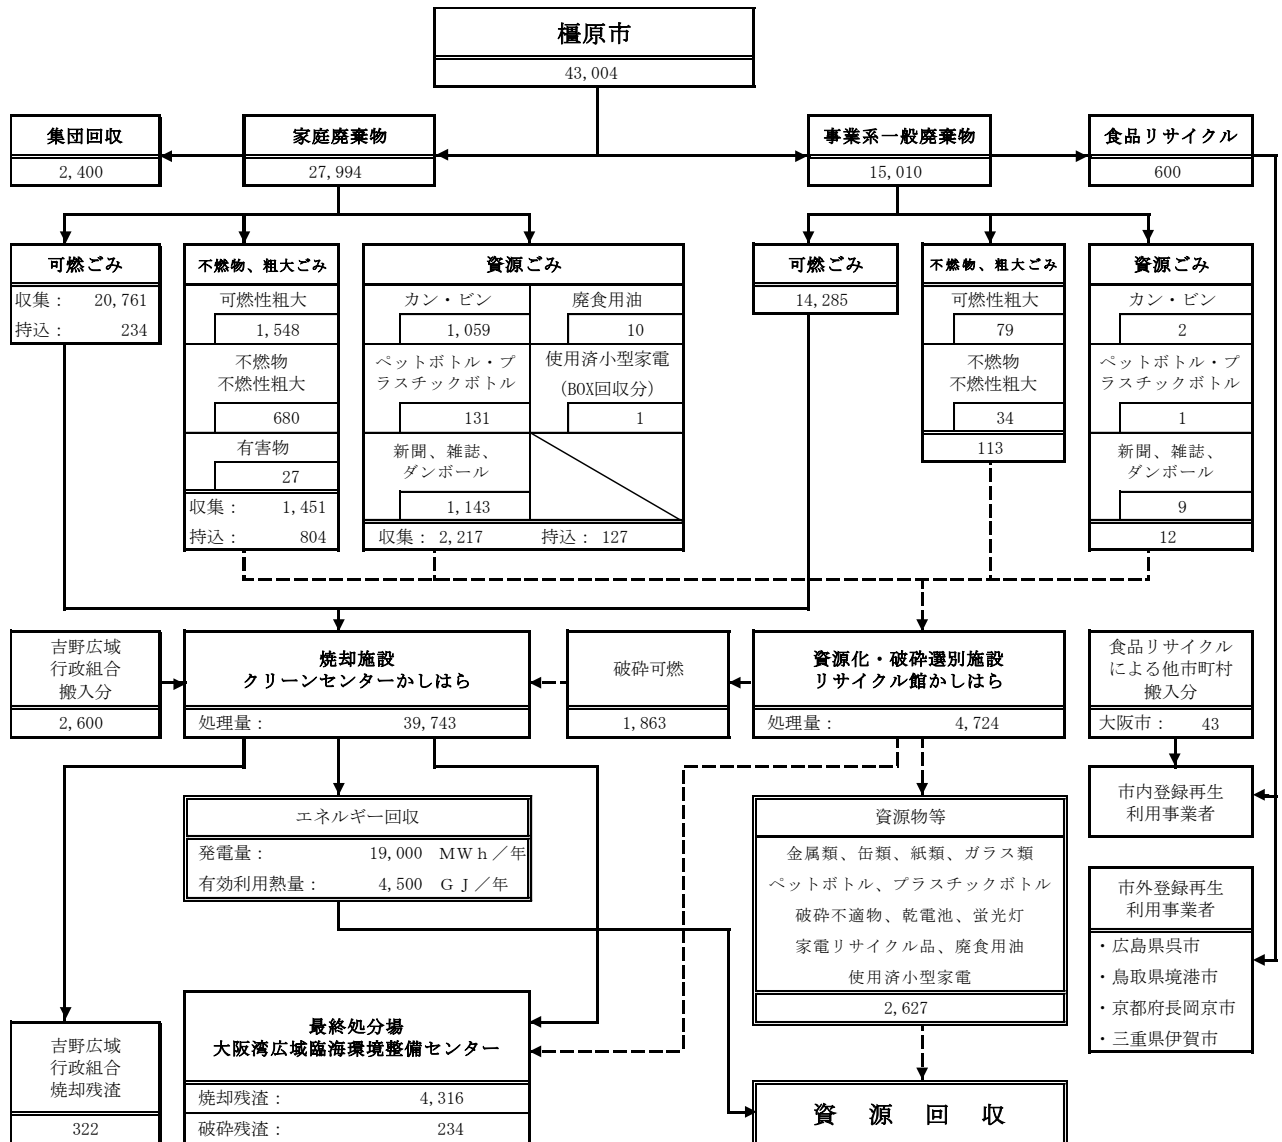 橿原市
43,004
集団回収
2,400
家庭廃棄物
27,994
事業系一般廃棄物
15,010
食品リサイクル
600
可燃ごみ
収集： 20,761
持込： 234
不燃物、粗大ごみ
可燃性粗大
1,548
不燃物
不燃性粗大
680
有害物
27
収集： 1,451
持込： 804
資源ごみ
カン・ビン
1,059
廃食用油
10
ペットボトル・プ
ラスチックボトル
131
使用済小型家電
（BOX回収分）
1
新聞、雑誌、
ダンボール
1,143
収集： 2,217 持込： 127
可燃ごみ
14,285
不燃物、粗大ごみ
可燃性粗大
79
不燃物
不燃性粗大
34
113
資源ごみ
カン・ビン
2
ペットボトル・プ
ラスチックボトル
1
新聞、雑誌、
ダンボール
9
12
吉野広域
行政組合
搬入分
2,600
焼却施設
クリーンセンターかしはら
処理量： 39,743
破砕可燃
1,863
資源化・破砕選別施設
リサイクル館かしはら
処理量： 4,724
食品リサイクル
による他市町村
搬入分
大阪市： 43
エネルギー回収
発電量： 19,000 ＭＷｈ／年
有効利用熱量： 4,500 ＧＪ／年
資源物等
金属類、缶類、紙類、ガラス類
ペットボトル、プラスチックボトル
破砕不適物、乾電池、蛍光灯
家電リサイクル品、廃食用油
使用済小型家電
2,627
市内登録再生
利用事業者
市外登録再生
利用事業者
・広島県呉市
・鳥取県境港市
・京都府長岡京市
・三重県伊賀市
吉野広域
行政組合
焼却残渣
322
最終処分場
大阪湾広域臨海環境整備センター
焼却残渣： 4,316
破砕残渣： 234
資源回収